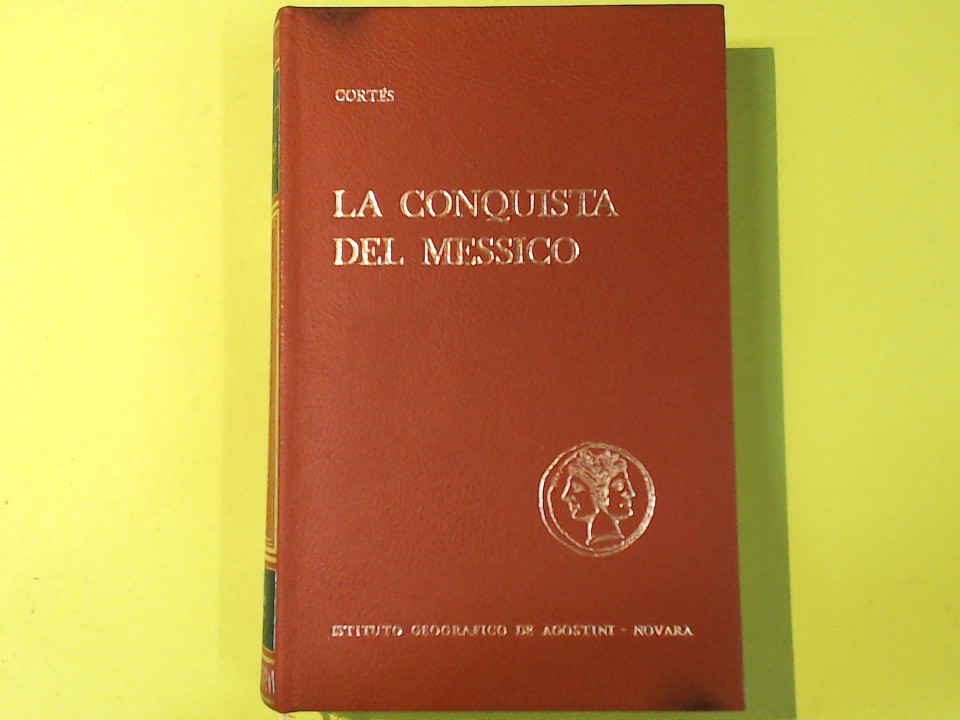 CORTÉS
LA CONQUISTA
DEL MESSICO
ISTITUTO GEOGRAFICO DE AGOSTINI - NOVARA